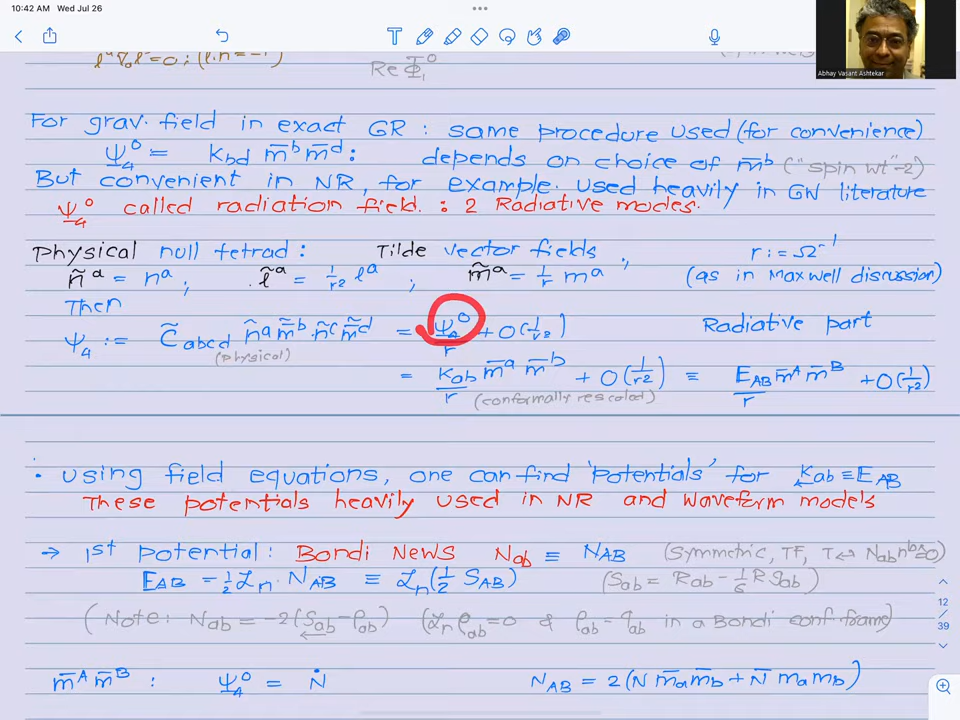 10:42 AM Wed Jul 26
Abhay Vasant Ashtekar
Re Φ₁⁰
For grav. field in exact GR : same procedure used (for convenience)
Ψ₄⁰ = K_bd m̄^b m̄^d : depends on choice of m̄^b ("spin wt" -2)
But convenient in NR, for example. used heavily in GW literature
Ψ₄⁰ called radiation field : 2 Radiative modes.
Physical null tetrad : Tilde vector fields , r := Ω⁻¹
ñ^a = n^a ; l̃^a = 1/r² l^a ; m̃^a = 1/r m^a (as in Maxwell discussion)
Then
Ψ₄ := C̃_abcd ñ^a m̃̄^b ñ^c m̃̄^d = Ψ₄⁰/r + O(1/r²) Radiative part
(physical)
= K_ab m̄^a m̄^b / r + O(1/r²) ≡ E_AB m̄^A m̄^B / r + O(1/r²)
(conformally rescaled)
• Using field equations, one can find 'potentials' for K_ab ≡ E_AB
These potentials heavily used in NR and Waveform models
→ 1st potential : Bondi News N_ab ≡ N_AB (Symmetric, TF, T↔ N_ab n^b=0)
E_AB = ½ ℒ_n N_AB ≡ ℒ_n (½ S_AB) (S_ab = R_ab - 1/6 R g_ab)
(Note : N_ab = -2 (S_ab - ρ_ab) (ℒ_n ρ_ab = 0 & ρ_ab - q_ab in a Bondi conf. frame)
m̄^A m̄^B : Ψ₄⁰ = Ṅ N_AB = 2 (N m̄_a m̄_b + N̄ m_a m_b)
12
/
39